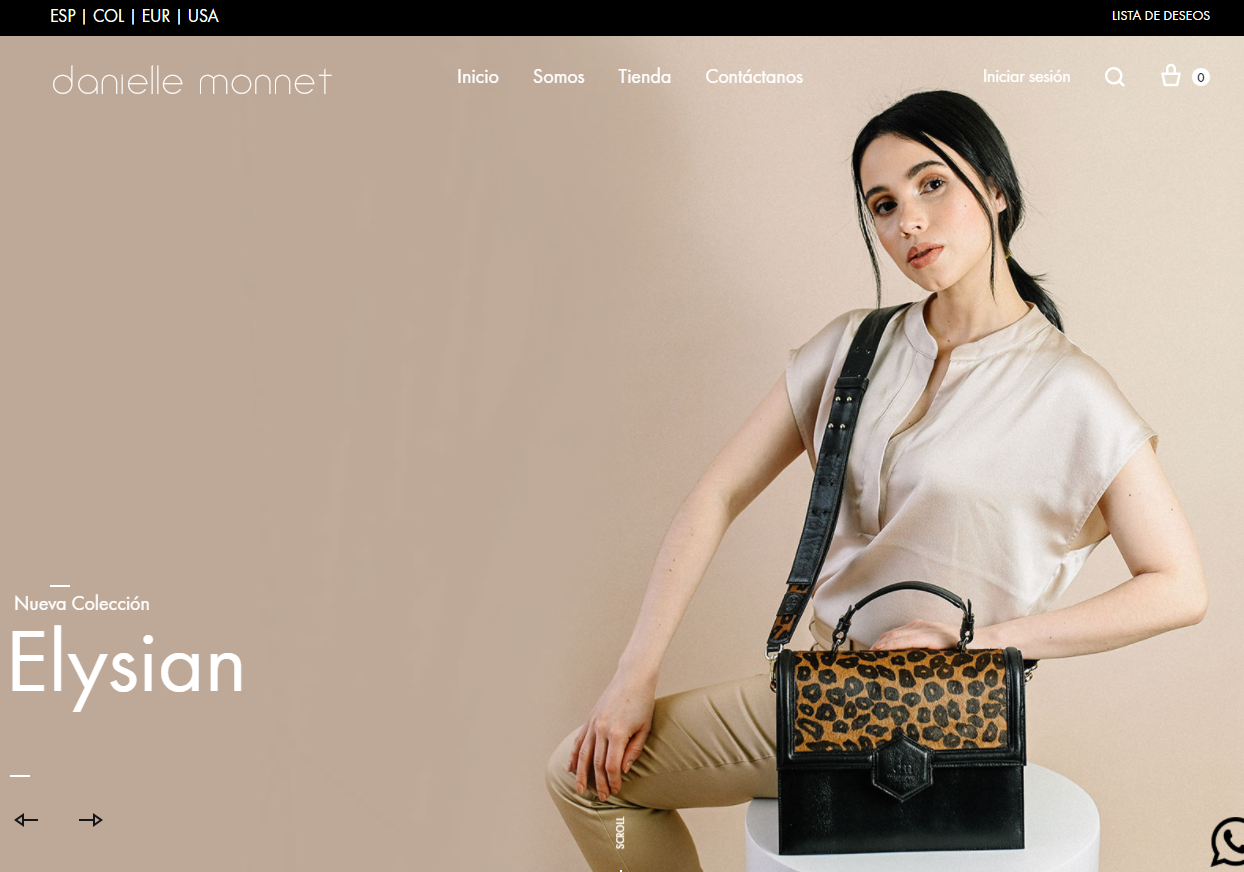 ESP | COL | EUR | USA
LISTA DE DESEOS
danielle monnet
Inicio
Somos
Tienda
Contáctanos
Iniciar sesión
0
Nueva Colección
Elysian
SCROLL